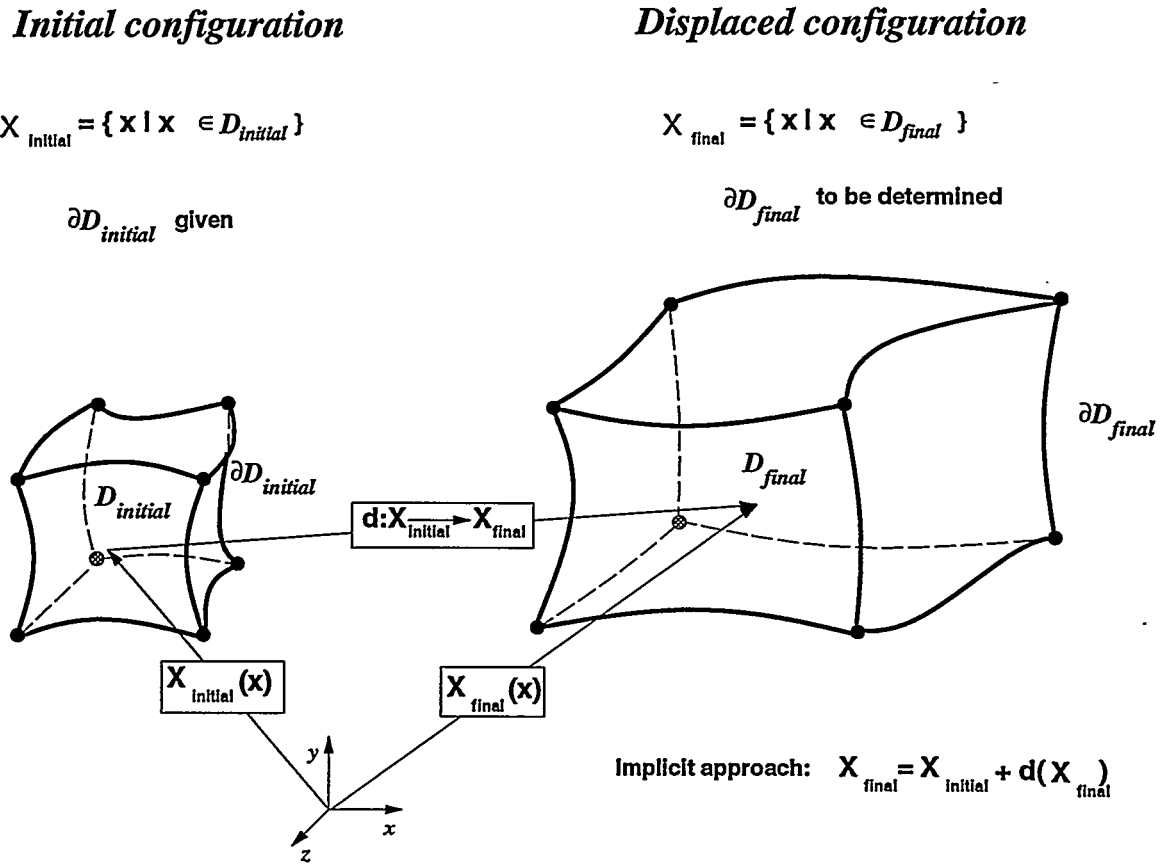 Initial configuration
Displaced configuration
X initial = { x | x ∈ D initial }
X final = { x | x ∈ D final }
∂D initial given
∂D final to be determined
∂D final
D final
∂D initial
D initial
d:X initial → X final
X initial (x)
X final (x)
y
x
z
Implicit approach: X final = X initial + d( X final )